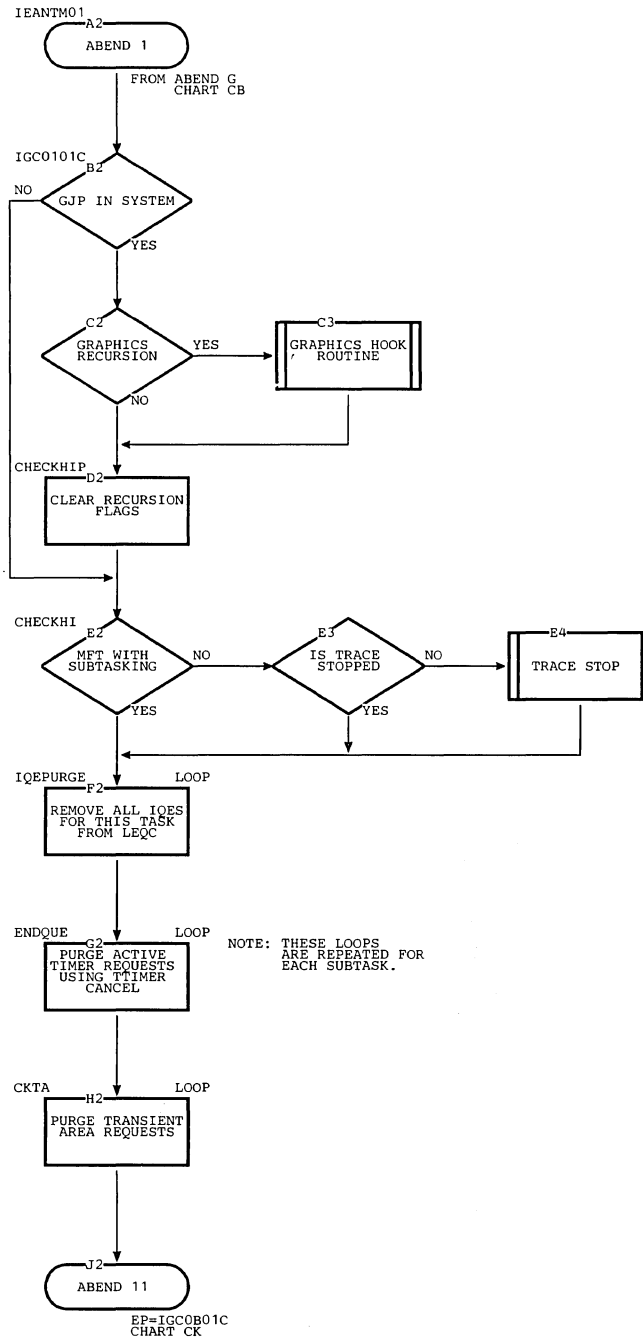 IEANTM01
A2
ABEND 1
FROM ABEND G
CHART CB
IGC0101C
B2
NO
GJP IN SYSTEM
YES
C2
GRAPHICS
RECURSION
YES
NO
C3
GRAPHICS HOOK
ROUTINE
CHECKHIP
D2
CLEAR RECURSION
FLAGS
CHECKHI
E2
MFT WITH
SUBTASKING
NO
YES
E3
IS TRACE
STOPPED
NO
YES
E4
TRACE STOP
IQEPURGE LOOP
F2
REMOVE ALL IQES
FOR THIS TASK
FROM LEQC
ENDQUE LOOP
G2
PURGE ACTIVE
TIMER REQUESTS
USING TTIMER
CANCEL
NOTE: THESE LOOPS
ARE REPEATED FOR
EACH SUBTASK.
CKTA LOOP
H2
PURGE TRANSIENT
AREA REQUESTS
J2
ABEND 11
EP=IGC0B01C
CHART CK